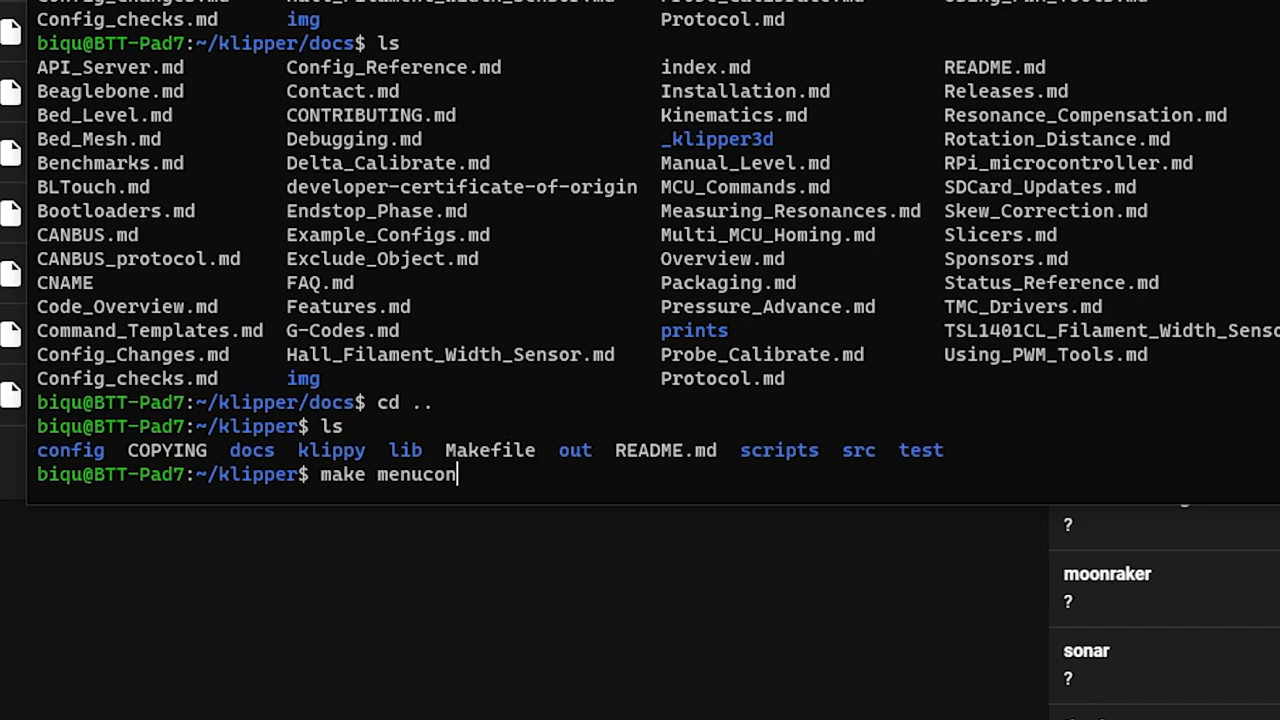 Config_checks.md img Protocol.md
biqu@BTT-Pad7:~/klipper/docs$ ls
API_Server.md Config_Reference.md index.md README.md
Beaglebone.md Contact.md Installation.md Releases.md
Bed_Level.md CONTRIBUTING.md Kinematics.md Resonance_Compensation.md
Bed_Mesh.md Debugging.md _klipper3d Rotation_Distance.md
Benchmarks.md Delta_Calibrate.md Manual_Level.md RPi_microcontroller.md
BLTouch.md developer-certificate-of-origin MCU_Commands.md SDCard_Updates.md
Bootloaders.md Endstop_Phase.md Measuring_Resonances.md Skew_Correction.md
CANBUS.md Example_Configs.md Multi_MCU_Homing.md Slicers.md
CANBUS_protocol.md Exclude_Object.md Overview.md Sponsors.md
CNAME FAQ.md Packaging.md Status_Reference.md
Code_Overview.md Features.md Pressure_Advance.md TMC_Drivers.md
Command_Templates.md G-Codes.md prints TSL1401CL_Filament_Width_Senso
Config_Changes.md Hall_Filament_Width_Sensor.md Probe_Calibrate.md Using_PWM_Tools.md
Config_checks.md img Protocol.md
biqu@BTT-Pad7:~/klipper/docs$ cd ..
biqu@BTT-Pad7:~/klipper$ ls
config COPYING docs klippy lib Makefile out README.md scripts src test
biqu@BTT-Pad7:~/klipper$ make menucon
?
moonraker
?
sonar
?